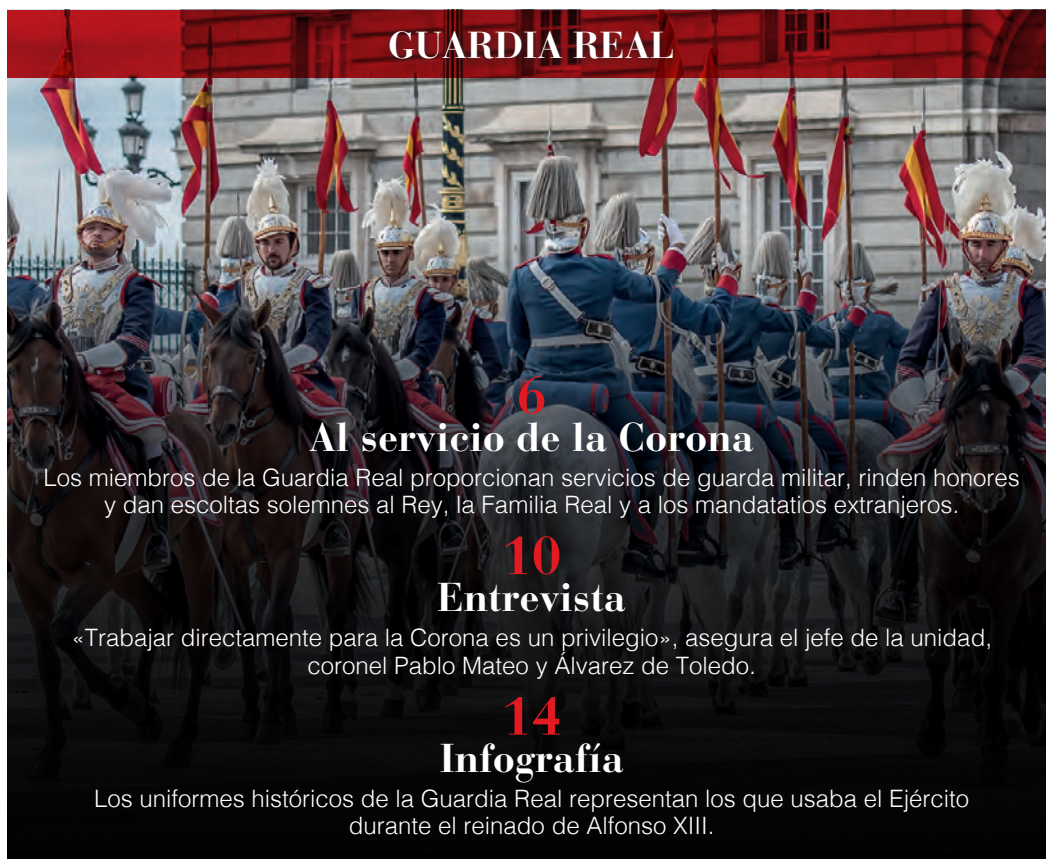 GUARDIA REAL
6
Al servicio de la Corona
Los miembros de la Guardia Real proporcionan servicios de guarda militar, rinden honores
y dan escoltas solemnes al Rey, la Familia Real y a los mandatatios extranjeros.
10
Entrevista
«Trabajar directamente para la Corona es un privilegio», asegura el jefe de la unidad,
coronel Pablo Mateo y Álvarez de Toledo.
14
Infografía
Los uniformes históricos de la Guardia Real representan los que usaba el Ejército
durante el reinado de Alfonso XIII.